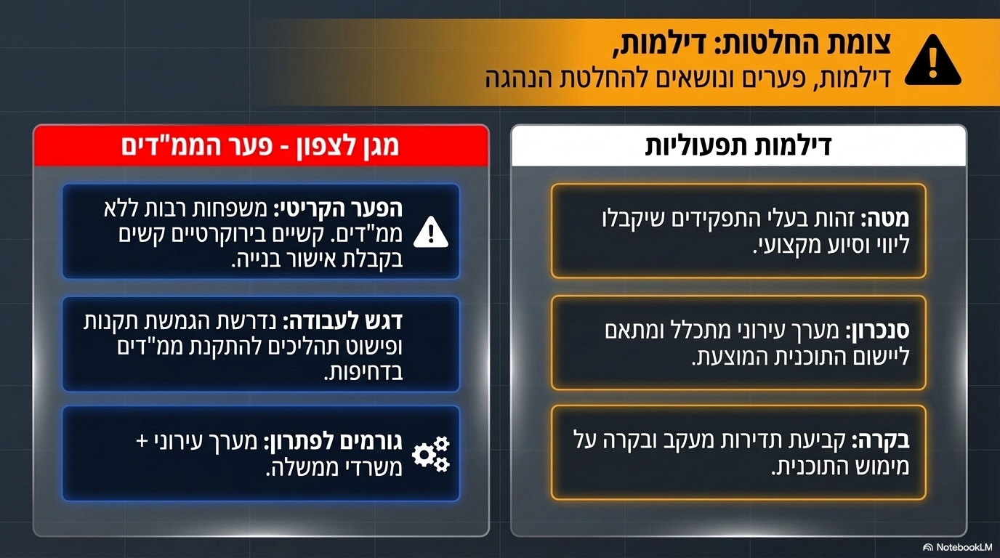 צומת החלטות: דילמות,
דילמות, פערים ונושאים להחלטת הנהגה
דילמות תפעוליות
מטה: זהות בעלי התפקידים שיקבלו
ליווי וסיוע מקצועי.
סנכרון: מערך עירוני מתכלל ומתאם
ליישום התוכנית המוצעת.
בקרה: קביעת תדירות מעקב ובקרה על
מימוש התוכנית.
מגן לצפון - פער הממ"דים
הפער הקריטי: משפחות רבות ללא
ממ"דים. קשיים בירוקרטיים קשים
בקבלת אישור בנייה.
דגש לעבודה: נדרשת הגמשת תקנות
ופישוט תהליכים להתקנת ממ"דים
בדחיפות.
גורמים לפתרון: מערך עירוני +
משרדי ממשלה.
NotebookLM